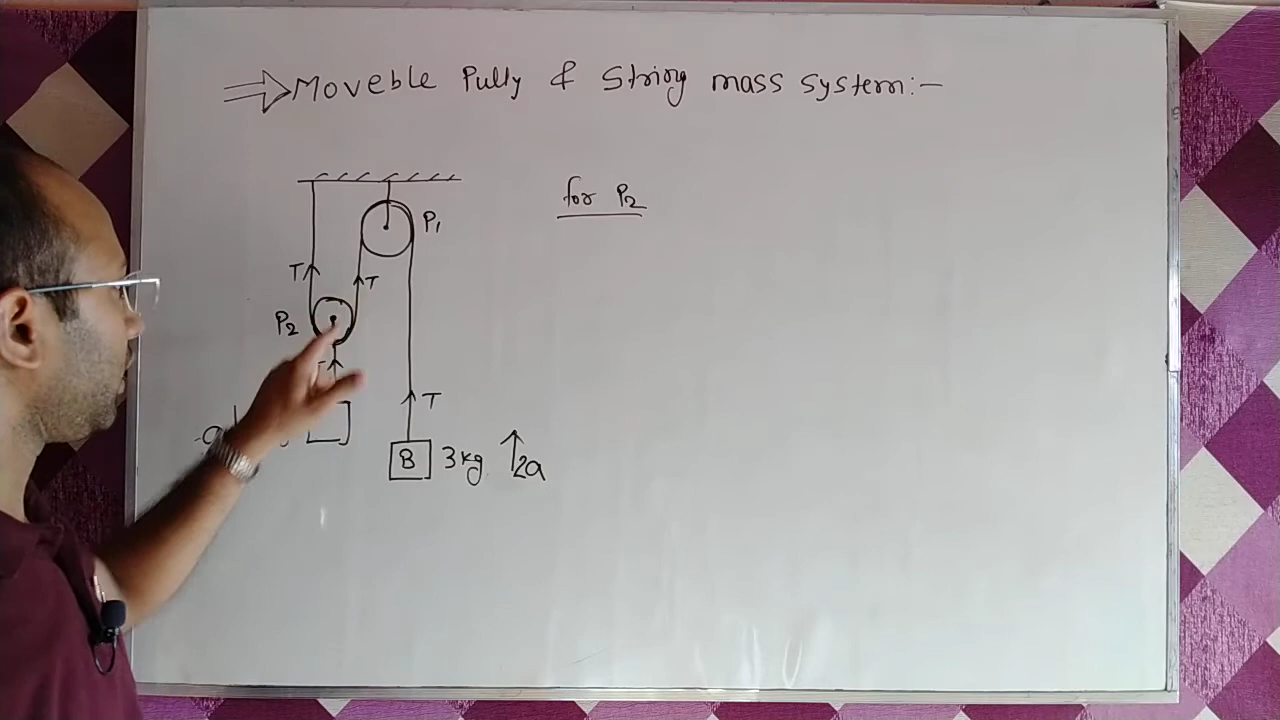 Moveble Pully & String mass system:-
for P2
P1
T
T
P2
T
B 3kg 2a
a